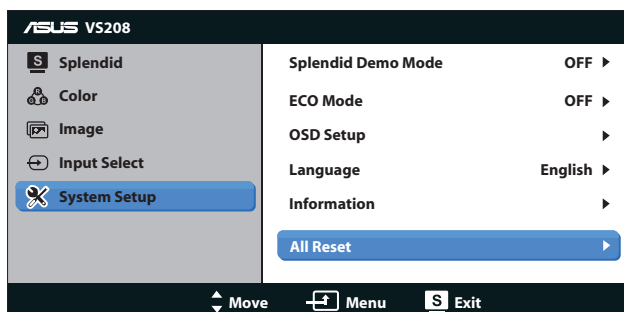 ASUS VS208
S Splendid
Color
Image
Input Select
System Setup
Splendid Demo Mode OFF
ECO Mode OFF
OSD Setup
Language English
Information
All Reset
Move Menu S Exit